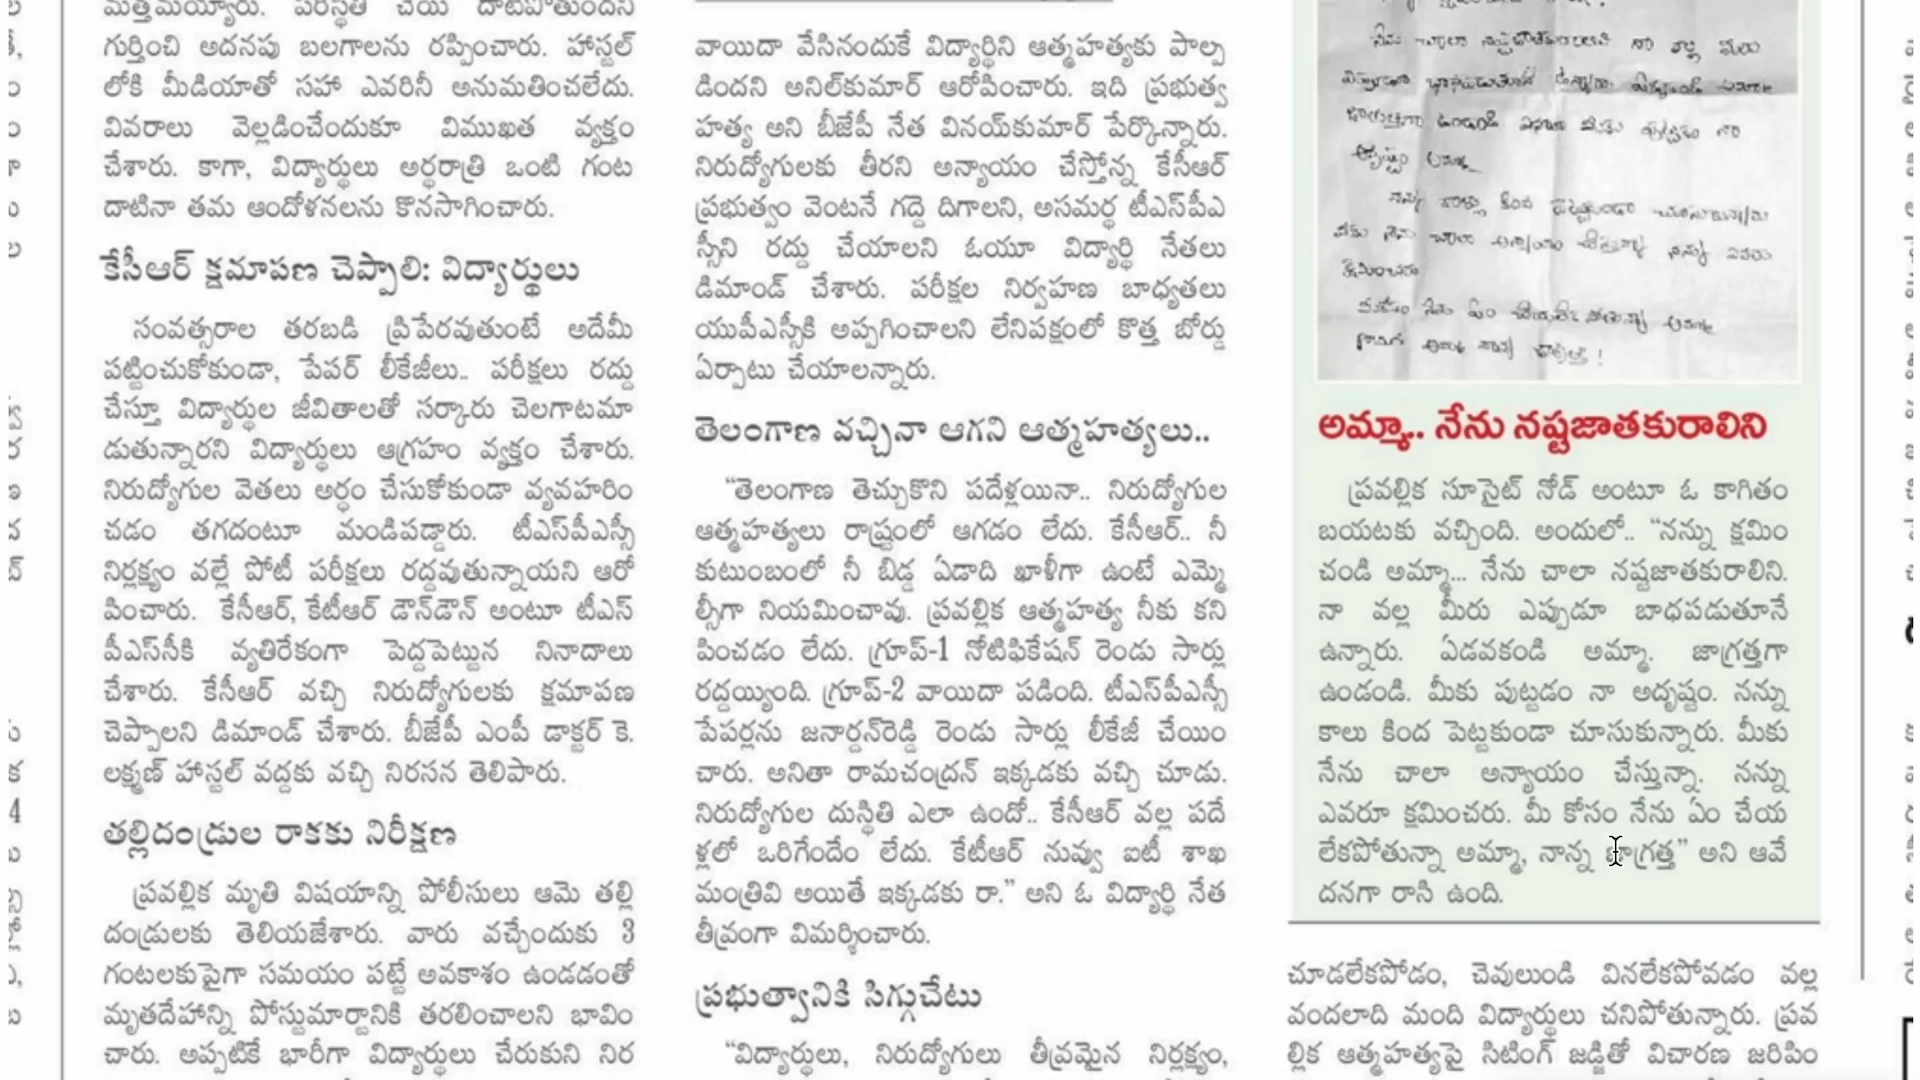 గుర్తించి అదనపు బలగాలను రప్పించారు. హాస్టల్
లోకి మీడియాతో సహా ఎవరినీ అనుమతించలేదు.
వివరాలు వెల్లడించేందుకూ విముఖత వ్యక్తం
చేశారు. కాగా, విద్యార్థులు అర్ధరాత్రి ఒంటి గంట
దాటినా తమ ఆందోళనలను కొనసాగించారు.
కేసీఆర్ క్షమాపణ చెప్పాలి: విద్యార్థులు
సంవత్సరాల తరబడి ప్రిపేరవుతుంటే అదేమీ
పట్టించుకోకుండా, పేపర్ లీకేజీలు.. పరీక్షలు రద్దు
చేస్తూ విద్యార్థుల జీవితాలతో సర్కారు చెలగాటమా
డుతున్నారని విద్యార్థులు ఆగ్రహం వ్యక్తం చేశారు.
నిరుద్యోగుల వెతలు అర్థం చేసుకోకుండా వ్యవహరిం
చడం తగదంటూ మండిపడ్డారు. టీఎస్‌పీఎస్సీ
నిర్లక్ష్యం వల్లే పోటీ పరీక్షలు రద్దవుతున్నాయని ఆరో
పించారు. కేసీఆర్, కేటీఆర్ డౌన్‌డౌన్ అంటూ టీఎస్
పీఎస్‌సీకి వ్యతిరేకంగా పెద్దపెట్టున నినాదాలు
చేశారు. కేసీఆర్ వచ్చి నిరుద్యోగులకు క్షమాపణ
చెప్పాలని డిమాండ్ చేశారు. బీజేపీ ఎంపీ డాక్టర్ కె.
లక్ష్మణ్ హాస్టల్ వద్దకు వచ్చి నిరసన తెలిపారు.
తల్లిదండ్రుల రాకకు నిరీక్షణ
ప్రవల్లిక మృతి విషయాన్ని పోలీసులు ఆమె తల్లి
దండ్రులకు తెలియజేశారు. వారు వచ్చేందుకు 3
గంటలకుపైగా సమయం పట్టే అవకాశం ఉండడంతో
మృతదేహాన్ని పోస్టుమార్టానికి తరలించాలని భావిం
చారు. అప్పటికే భారీగా విద్యార్థులు చేరుకుని నిర
వాయిదా వేసినందుకే విద్యార్థిని ఆత్మహత్యకు పాల్ప
డిందని అనిల్‌కుమార్ ఆరోపించారు. ఇది ప్రభుత్వ
హత్య అని బీజేపీ నేత వినయ్‌కుమార్ పేర్కొన్నారు.
నిరుద్యోగులకు తీరని అన్యాయం చేస్తోన్న కేసీఆర్
ప్రభుత్వం వెంటనే గద్దె దిగాలని, అసమర్థ టీఎస్‌పీఎ
స్సీని రద్దు చేయాలని ఓయూ విద్యార్థి నేతలు
డిమాండ్ చేశారు. పరీక్షల నిర్వహణ బాధ్యతలు
యుపీఎస్సీకి అప్పగించాలని లేనిపక్షంలో కొత్త బోర్డు
ఏర్పాటు చేయాలన్నారు.
తెలంగాణ వచ్చినా ఆగని ఆత్మహత్యలు..
“తెలంగాణ తెచ్చుకొని పదేళ్లయినా.. నిరుద్యోగుల
ఆత్మహత్యలు రాష్ట్రంలో ఆగడం లేదు. కేసీఆర్.. నీ
కుటుంబంలో నీ బిడ్డ ఏడాది ఖాళీగా ఉంటే ఎమ్మె
ల్సీగా నియమించావు. ప్రవల్లిక ఆత్మహత్య నీకు కని
పించడం లేదు. గ్రూప్-1 నోటిఫికేషన్ రెండు సార్లు
రద్దయ్యింది. గ్రూప్-2 వాయిదా పడింది. టీఎస్‌పీఎస్సీ
పేపర్లను జనార్దన్‌రెడ్డి రెండు సార్లు లీకేజీ చేయిం
చారు. అనితా రామచంద్రన్ ఇక్కడకు వచ్చి చూడు.
నిరుద్యోగుల దుస్థితి ఎలా ఉందో.. కేసీఆర్ వల్ల పదే
ళ్లలో ఒరిగేందేం లేదు. కేటీఆర్ నువ్వు ఐటీ శాఖ
మంత్రివి అయితే ఇక్కడకు రా.” అని ఓ విద్యార్థి నేత
తీవ్రంగా విమర్శించారు.
ప్రభుత్వానికి సిగ్గుచేటు
“విద్యార్థులు, నిరుద్యోగులు తీవ్రమైన నిర్లక్ష్యం,
అమ్మా.. నేను నష్టజాతకురాలిని
ప్రవల్లిక సూసైట్ నోడ్ అంటూ ఓ కాగితం
బయటకు వచ్చింది. అందులో.. “నన్ను క్షమిం
చండి అమ్మా... నేను చాలా నష్టజాతకురాలిని.
నా వల్ల మీరు ఎప్పుడూ బాధపడుతూనే
ఉన్నారు. ఏడవకండి అమ్మా. జాగ్రత్తగా
ఉండండి. మీకు పుట్టడం నా అదృష్టం. నన్ను
కాలు కింద పెట్టకుండా చూసుకున్నారు. మీకు
నేను చాలా అన్యాయం చేస్తున్నా. నన్ను
ఎవరూ క్షమించరు. మీ కోసం నేను ఏం చేయ
లేకపోతున్నా అమ్మా, నాన్న జాగ్రత్త” అని ఆవే
దనగా రాసి ఉంది.
చూడలేకపోడం, చెవులుండి వినలేకపోవడం వల్ల
వందలాది మంది విద్యార్థులు చనిపోతున్నారు. ప్రవ
ల్లిక ఆత్మహత్యపై సిటింగ్ జడ్జితో విచారణ జరిపిం